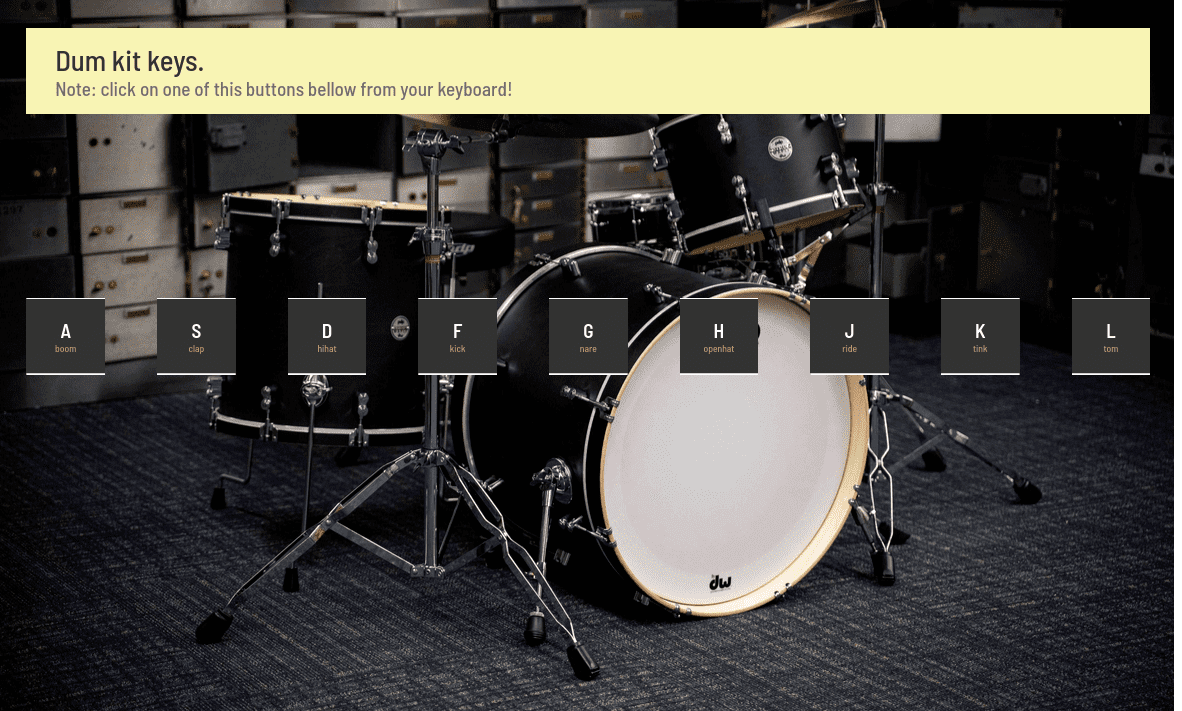 Dum kit keys.
Note: click on one of this buttons bellow from your keyboard!
A
boom
S
clap
D
hihat
F
kick
G
nare
H
openhat
J
ride
K
tink
L
tom
dw